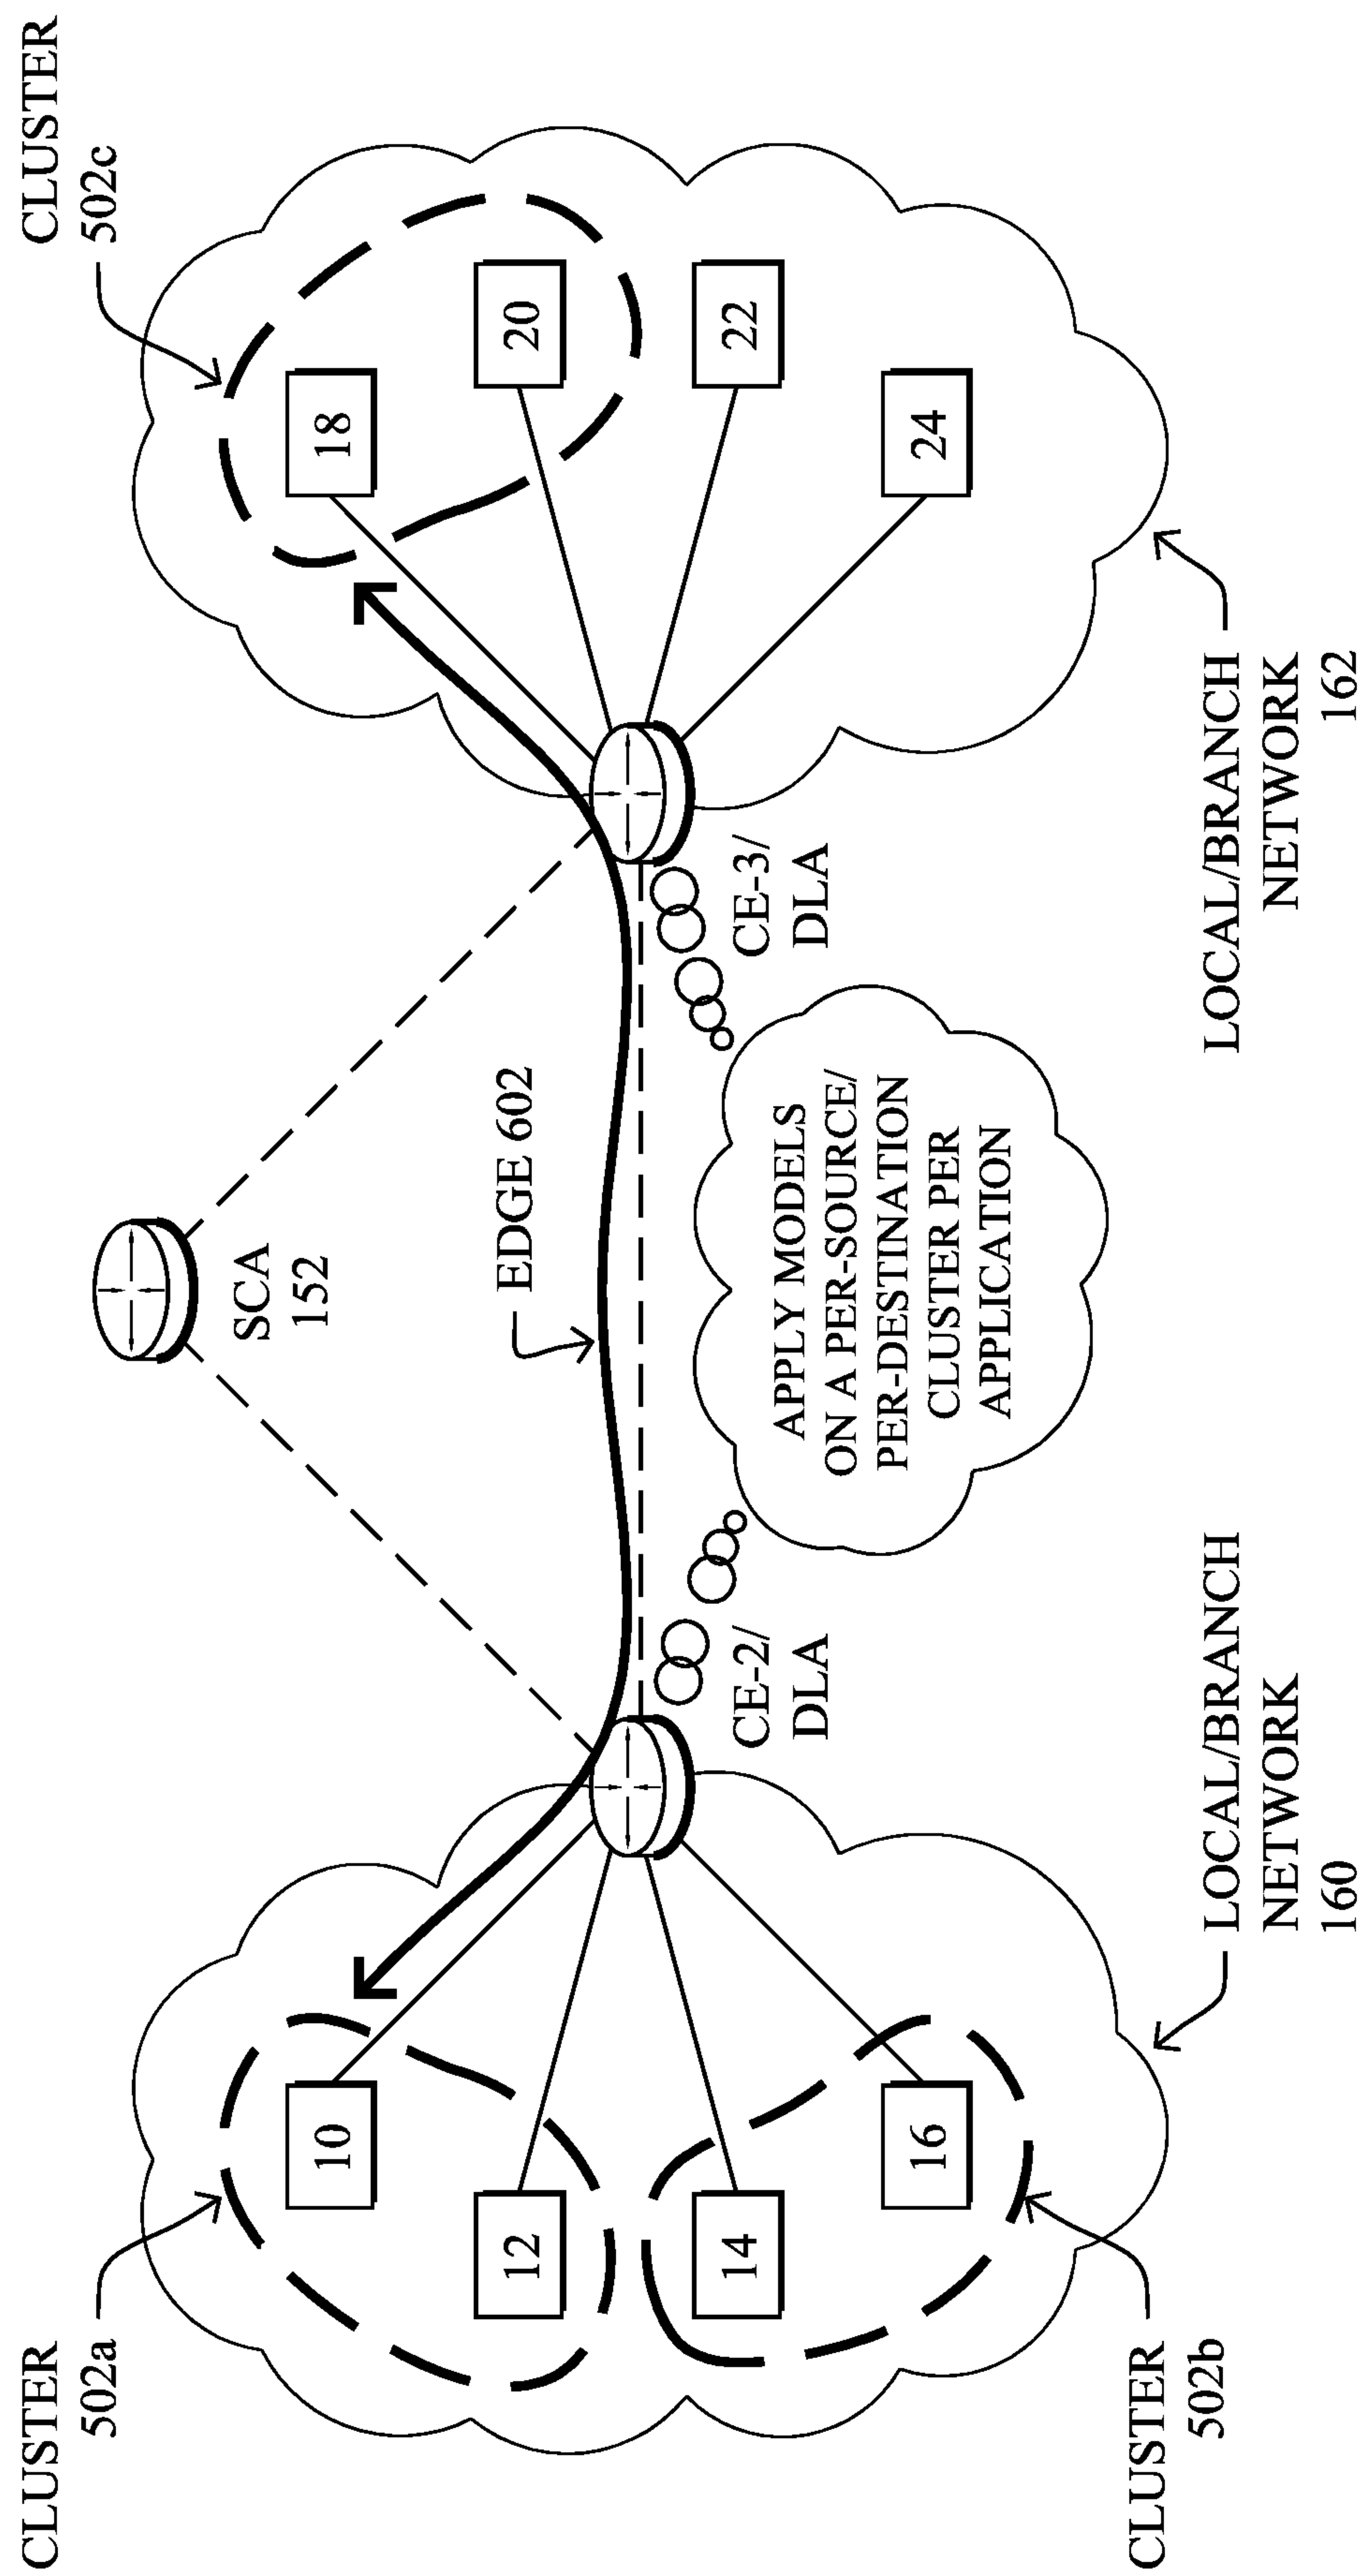 CLUSTER
502a
CLUSTER
502c
SCA
152
EDGE 602
10
12
14
16
18
20
22
24
CE-2/
DLA
CE-3/
DLA
APPLY MODELS
ON A PER-SOURCE/
PER-DESTINATION
CLUSTER PER
APPLICATION
CLUSTER
502b
LOCAL/BRANCH
NETWORK
160
LOCAL/BRANCH
NETWORK
162